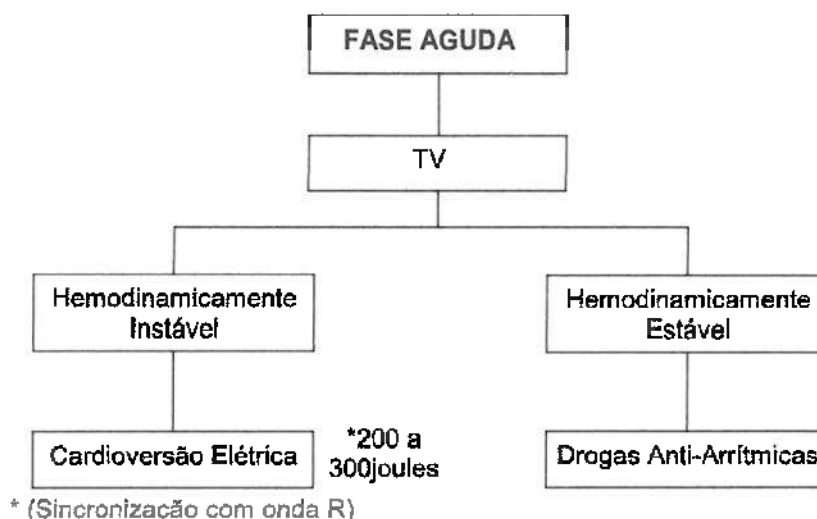 FASE AGUDA
TV
Hemodinamicamente
Instável
Hemodinamicamente
Estável
Cardioversão Elétrica
*200 a
300joules
Drogas Anti-Arrítmicas
* (Sincronização com onda R)